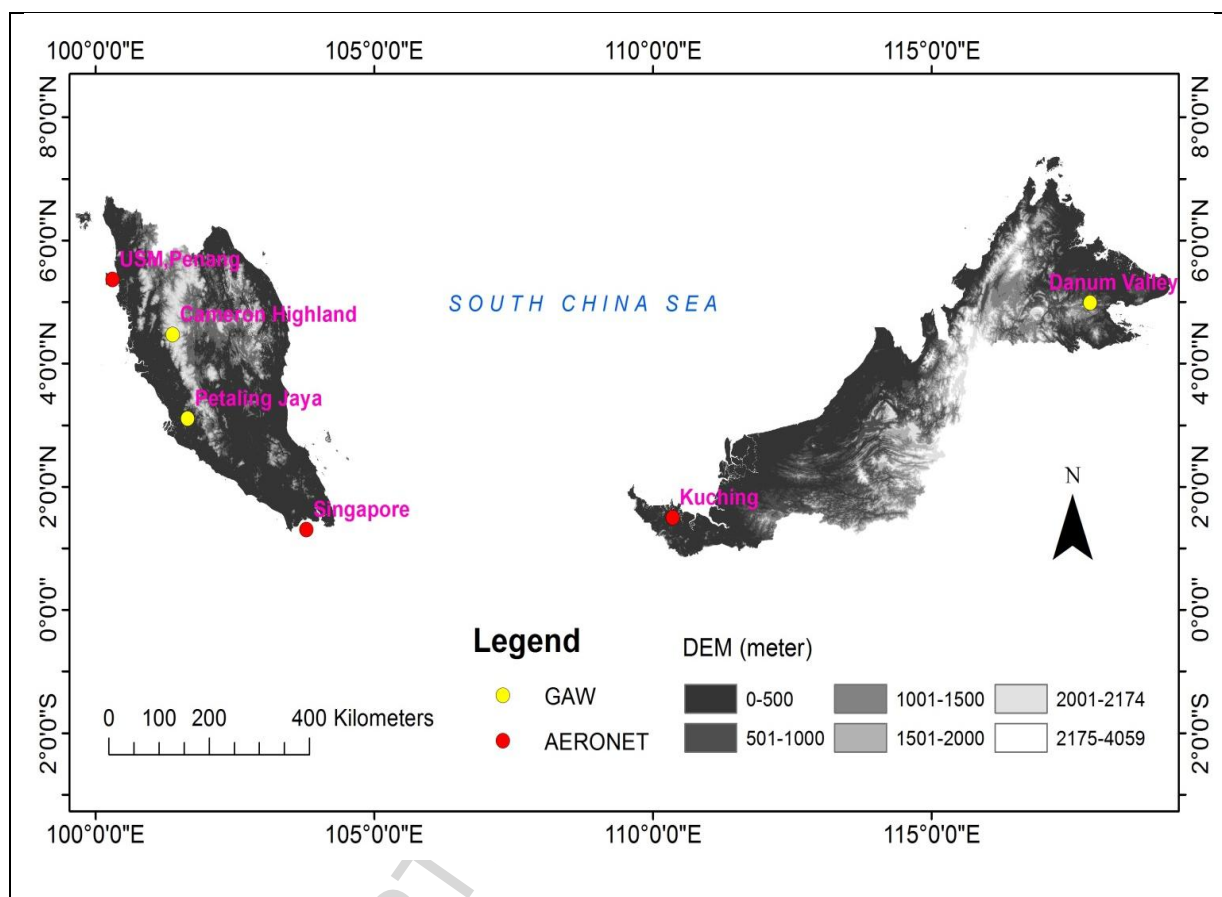 100°0'0"E 105°0'0"E 110°0'0"E 115°0'0"E
8°0'0"N 8°0'0"N
6°0'0"N 6°0'0"N
USM,Penang
Danum Valley
SOUTH CHINA SEA
Cameron Highland
4°0'0"N 4°0'0"N
Petaling Jaya
2°0'0"N 2°0'0"N
Singapore
Kuching
N
0°0'0" 0°0'0"
Legend
DEM (meter)
GAW
0-500 1001-1500 2001-2174
0 100 200 400 Kilometers
AERONET
501-1000 1501-2000 2175-4059
2°0'0"S 2°0'0"S
100°0'0"E 105°0'0"E 110°0'0"E 115°0'0"E